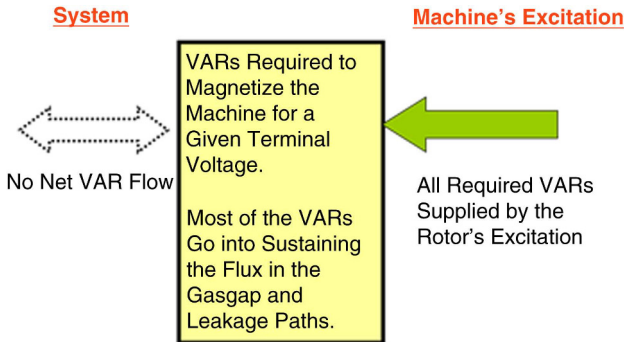 System
Machine's Excitation
VARs Required to
Magnetize the
Machine for a
Given Terminal
Voltage.
Most of the VARs
Go into Sustaining
the Flux in the
Gasgap and
Leakage Paths.
No Net VAR Flow
All Required VARs
Supplied by the
Rotor's Excitation